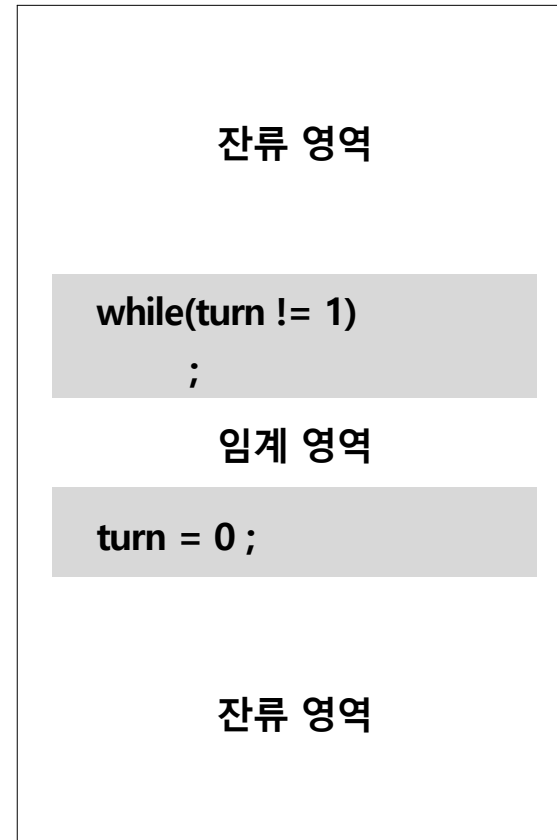 잔류 영역
while(turn != 1)
;
임계 영역
turn = 0 ;
잔류 영역